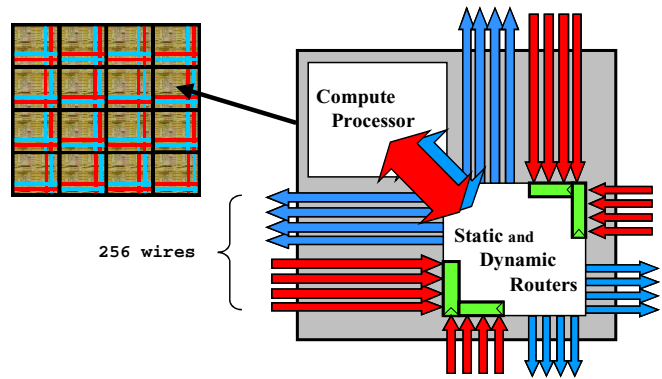 Compute
Processor
256 wires
Static and
Dynamic
Routers